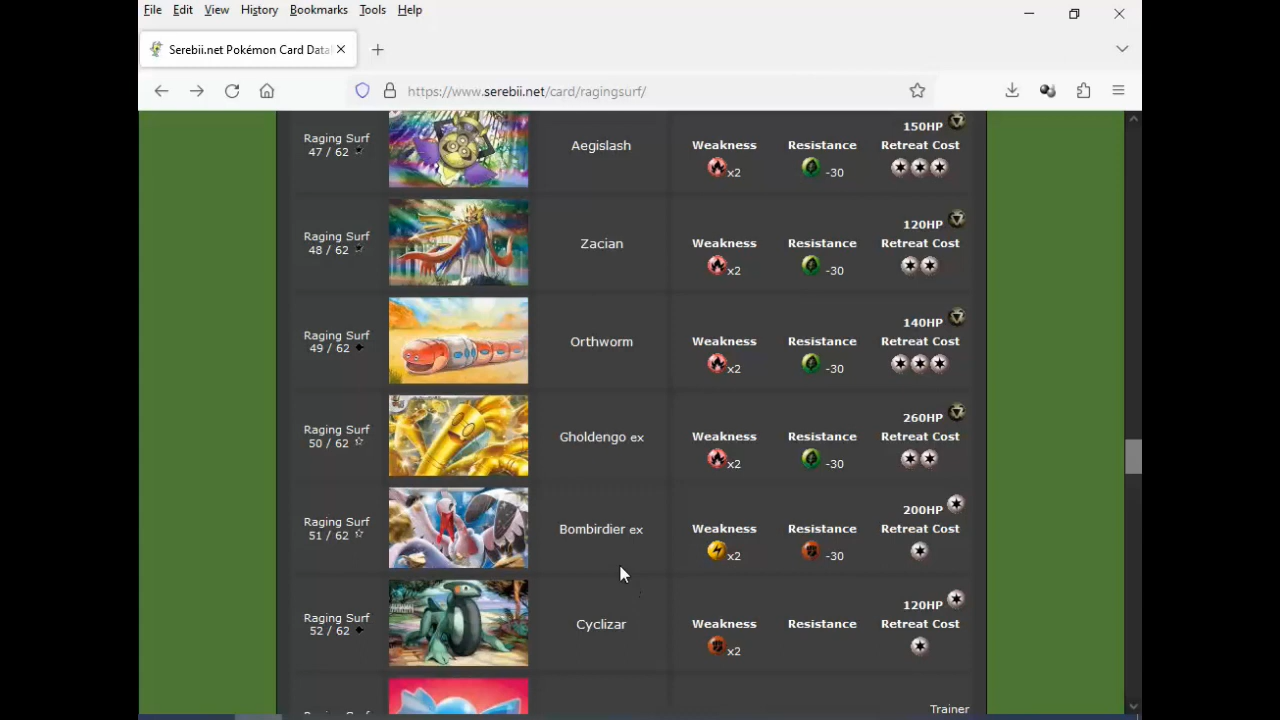 File Edit View History Bookmarks Tools Help
Serebii.net Pokémon Card Data
https://www.serebii.net/card/ragingsurf/
Raging Surf
47 / 62
Aegislash
Weakness
x2
Resistance
-30
150HP
Retreat Cost
Raging Surf
48 / 62
Zacian
Weakness
x2
Resistance
-30
120HP
Retreat Cost
Raging Surf
49 / 62
Orthworm
Weakness
x2
Resistance
-30
140HP
Retreat Cost
Raging Surf
50 / 62
Gholdengo ex
Weakness
x2
Resistance
-30
260HP
Retreat Cost
Raging Surf
51 / 62
Bombirdier ex
Weakness
x2
Resistance
-30
200HP
Retreat Cost
Raging Surf
52 / 62
Cyclizar
Weakness
x2
Resistance
120HP
Retreat Cost
Raging Surf
Trainer